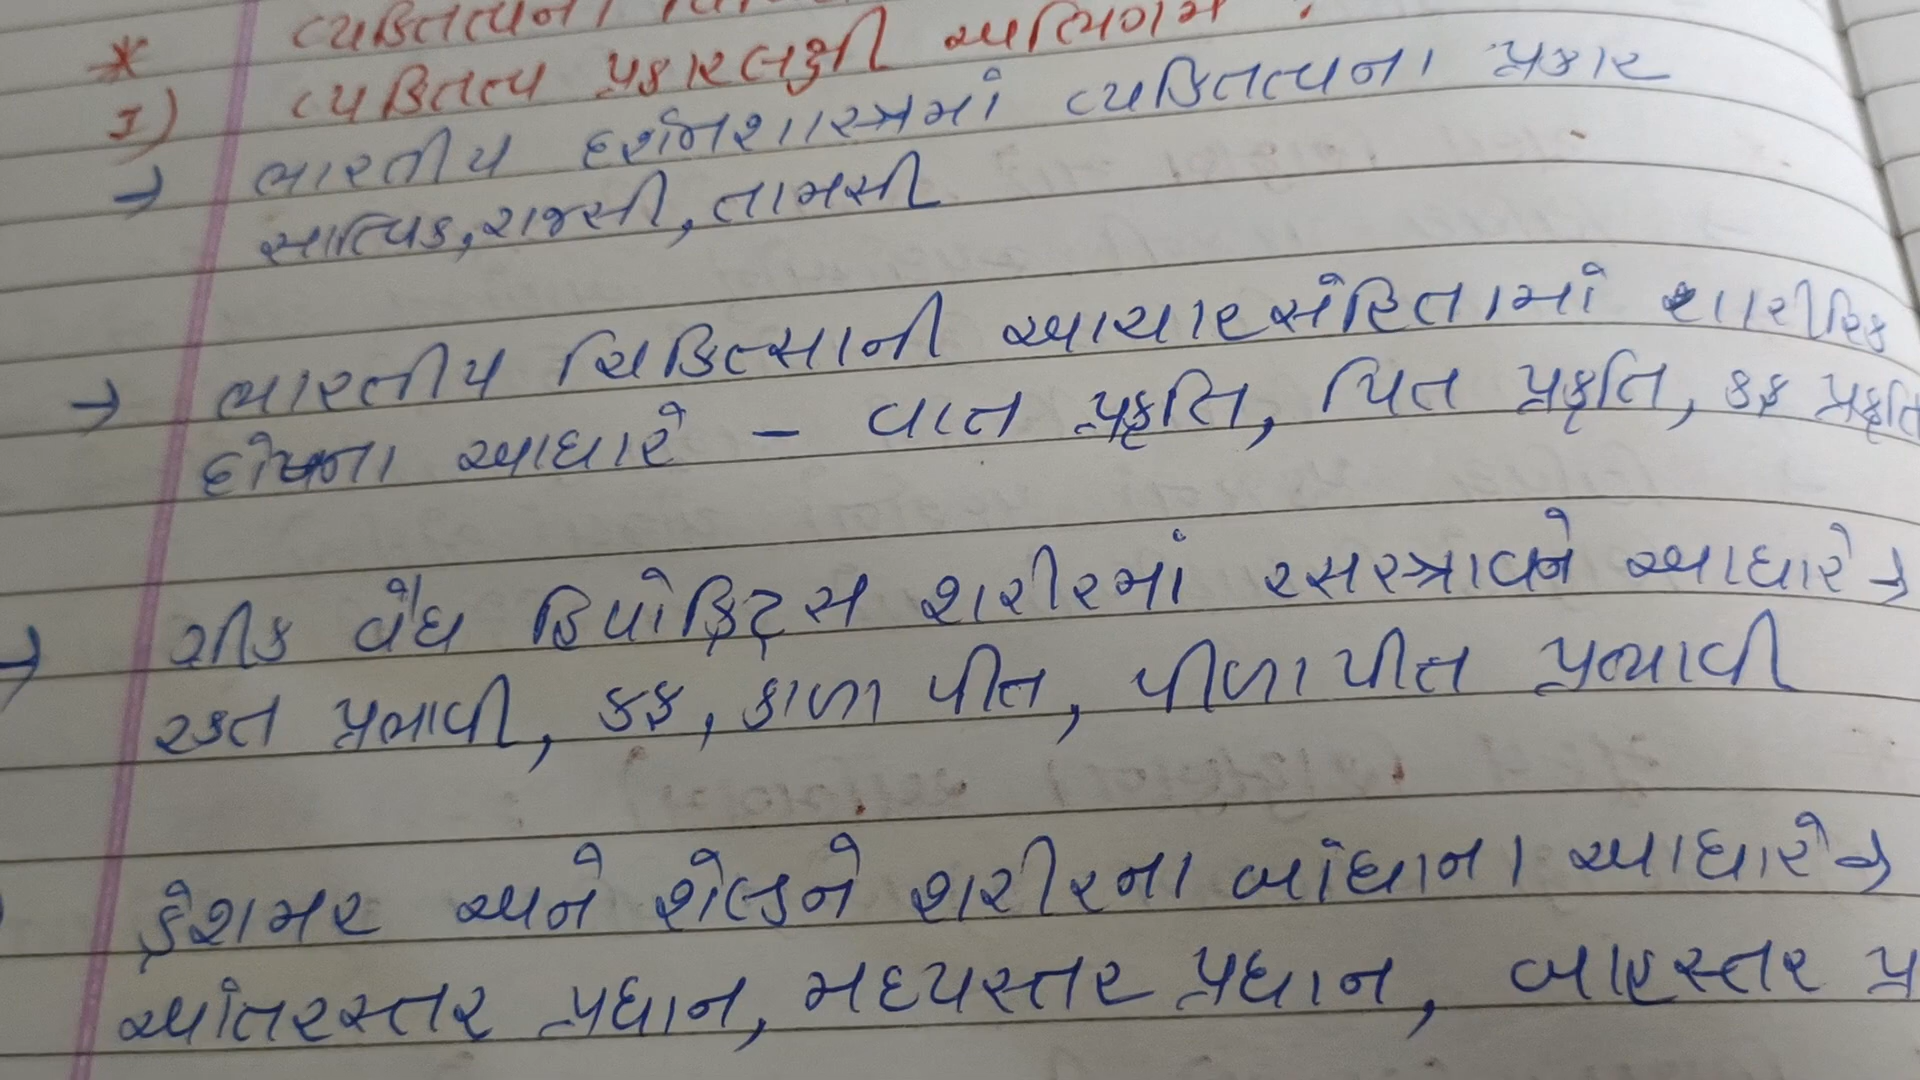 * વ્યક્તિત્વના
1) વ્યક્તિત્વ પ્રકારલક્ષી અભિગમ :
→ ભારતીય દર્શનશાસ્ત્રમાં વ્યક્તિત્વના પ્રકાર
સાત્વિક, રાજસી, તામસી
→ ભારતીય ચિકિત્સાની આચારસંહિતામાં શારીરિક
દોષના આધારે - વાત પ્રકૃતિ, પિત પ્રકૃતિ, કફ પ્રકૃતિ
→ ગ્રીક વૈધ હિપોક્રિટ્સ શરીરમાં રસસ્ત્રાવને આધારે →
રક્ત પ્રભાવી, કફ, કાળા પીત, પીળા પીત પ્રભાવી
ક્રેશમર અને શેલ્ડને શરીરના બાંધાના આધારે →
આંતરસ્તર પ્રધાન, મધ્યસ્તર પ્રધાન, બાહ્સ્તર પ્ર